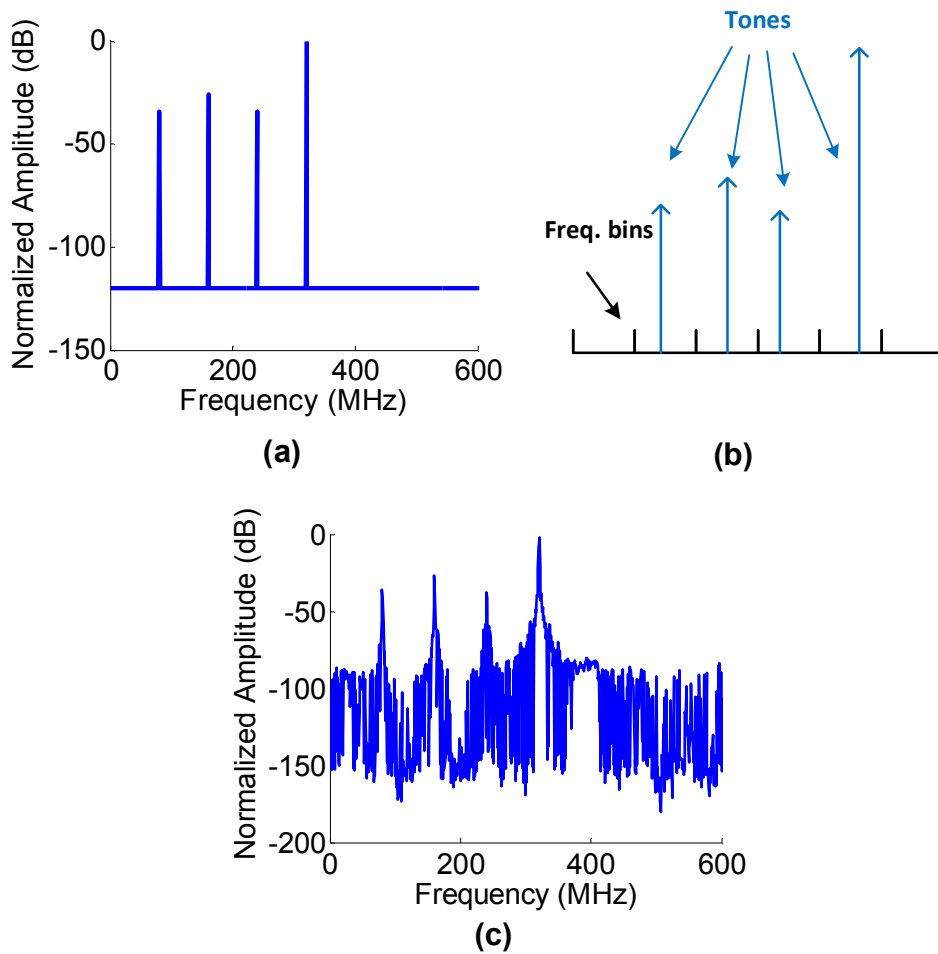 Normalized Amplitude (dB)
0
-50
-100
-150
0
200
400
600
Frequency (MHz)
(a)
Tones
Freq. bins
(b)
Normalized Amplitude (dB)
0
-50
-100
-150
-200
0
200
400
600
Frequency (MHz)
(c)